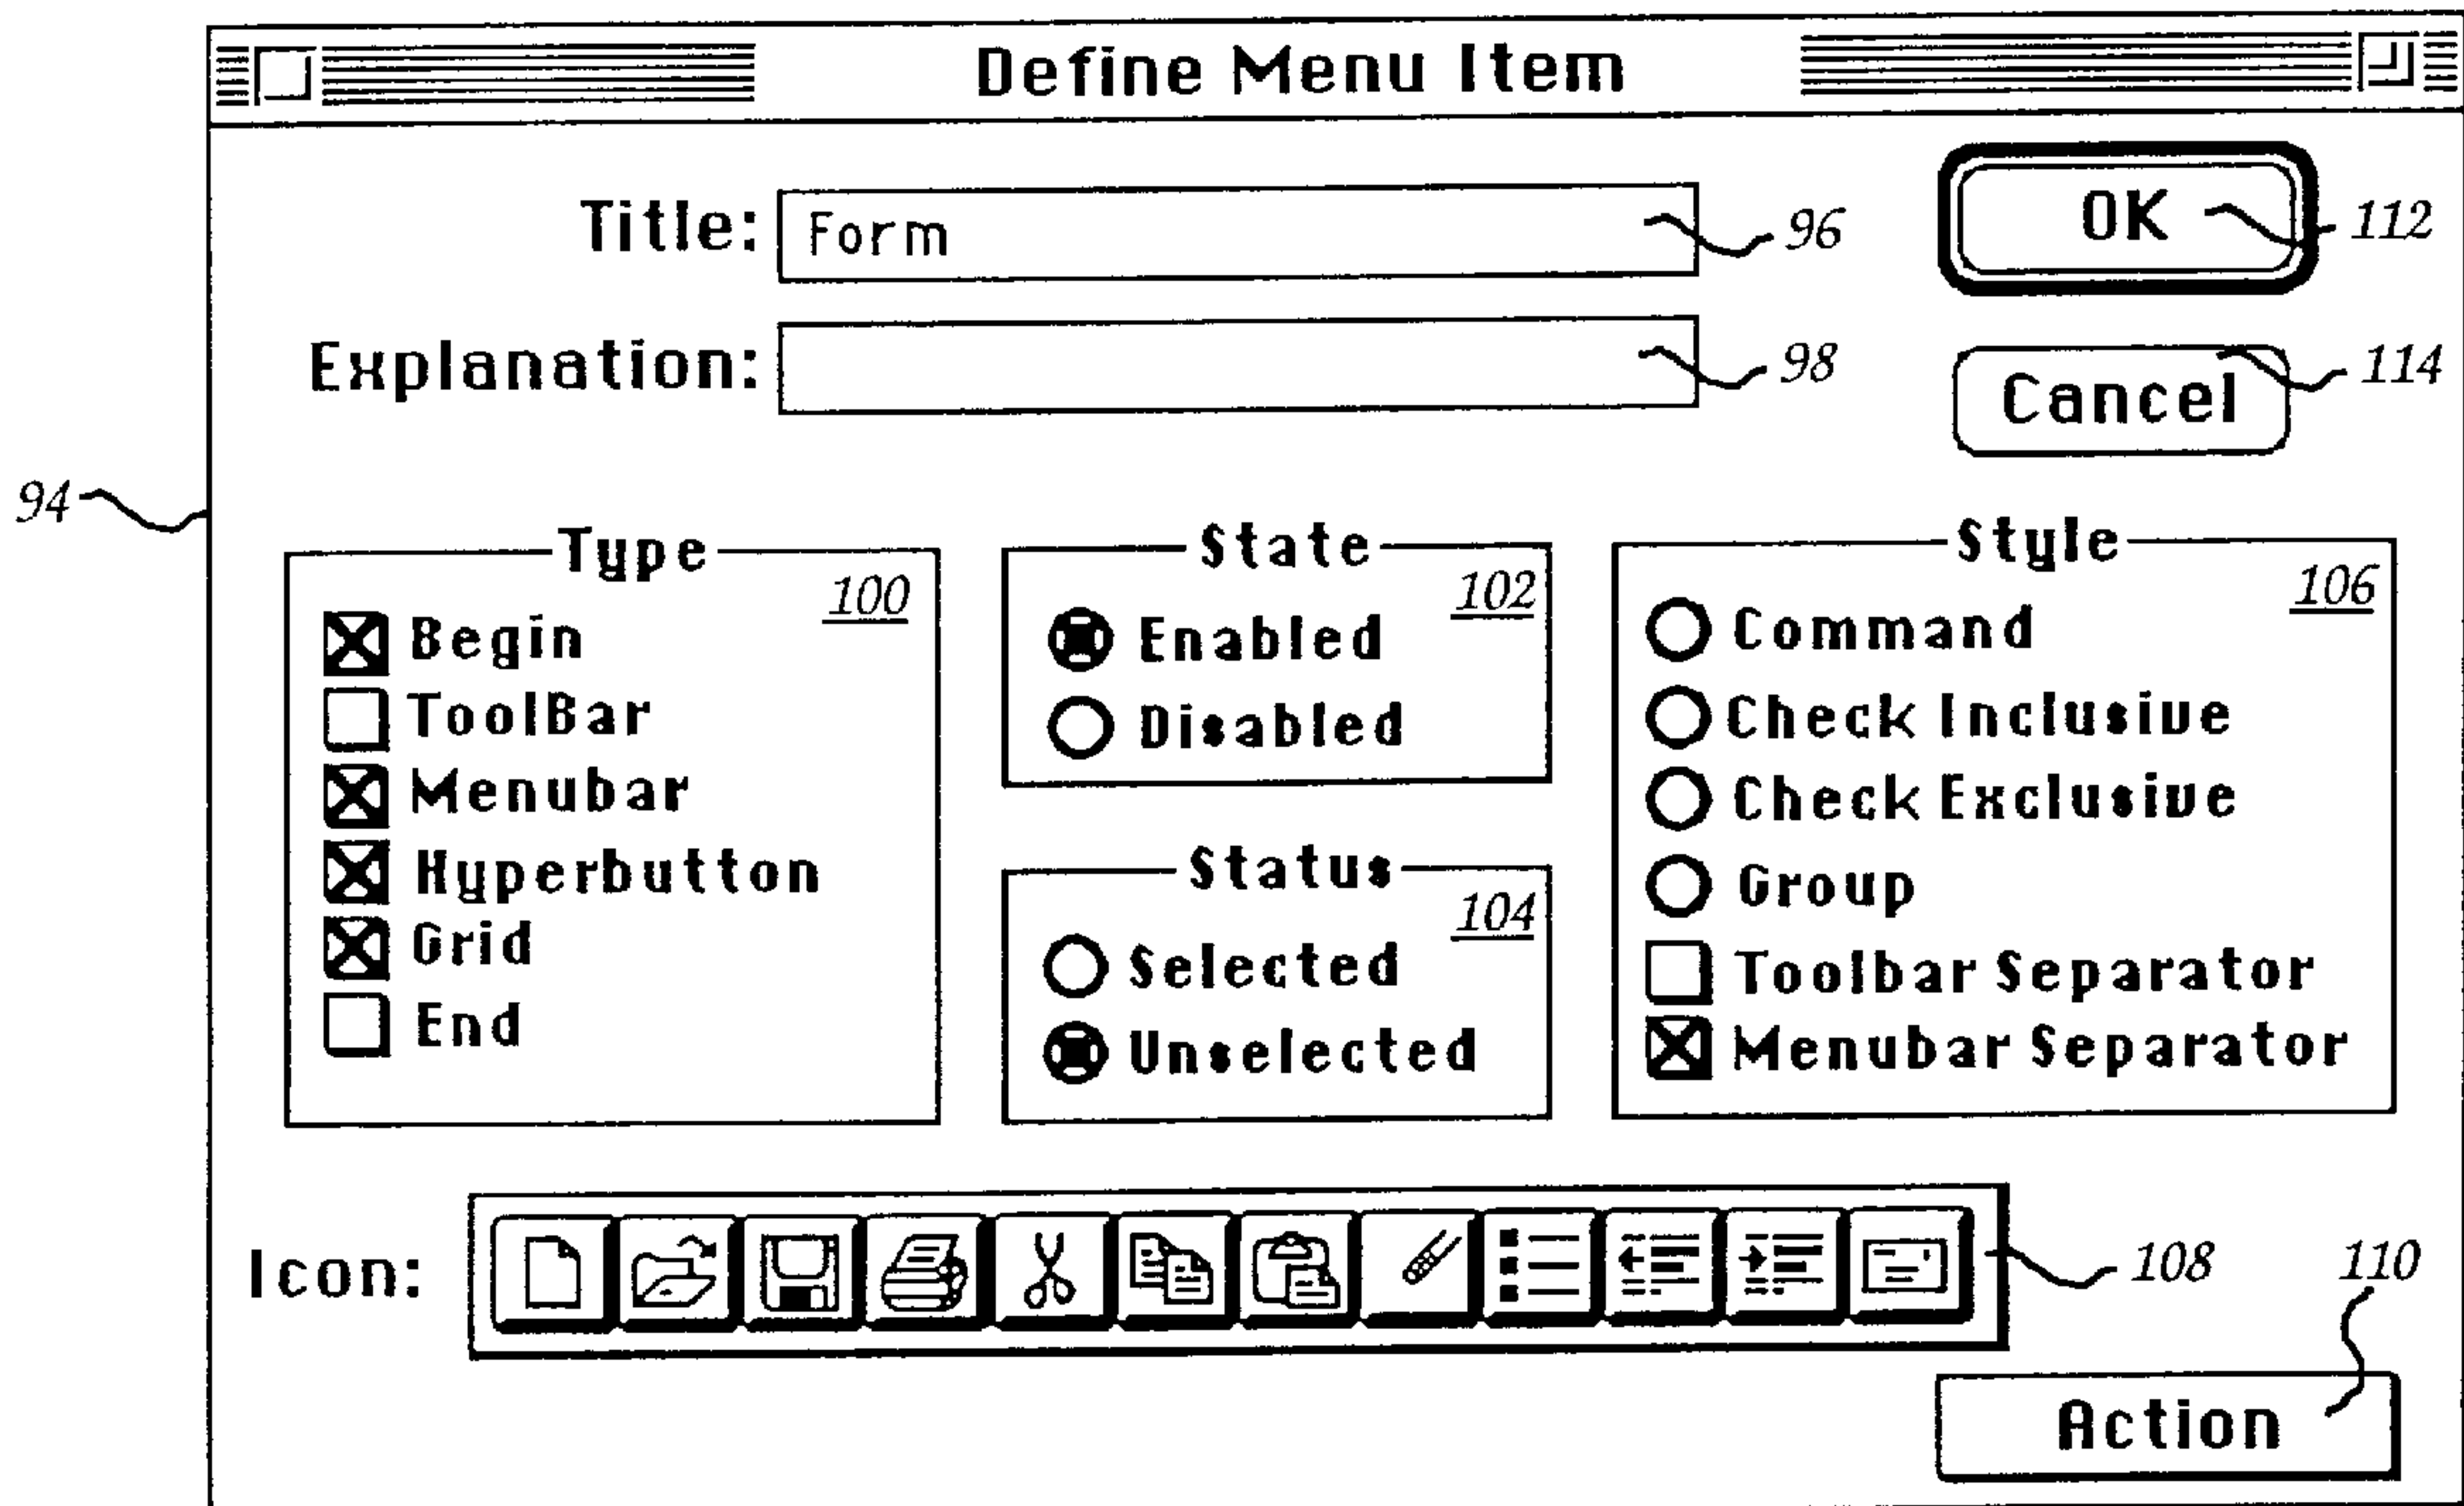 Define Menu Item
Title: Form 96
OK 112
Explanation: 98
Cancel 114
94
Type 100
Begin
ToolBar
Menubar
Hyperbutton
Grid
End
State 102
Enabled
Disabled
Status 104
Selected
Unselected
Style 106
Command
Check Inclusive
Check Exclusive
Group
Toolbar Separator
Menubar Separator
Icon: 108
110
Action